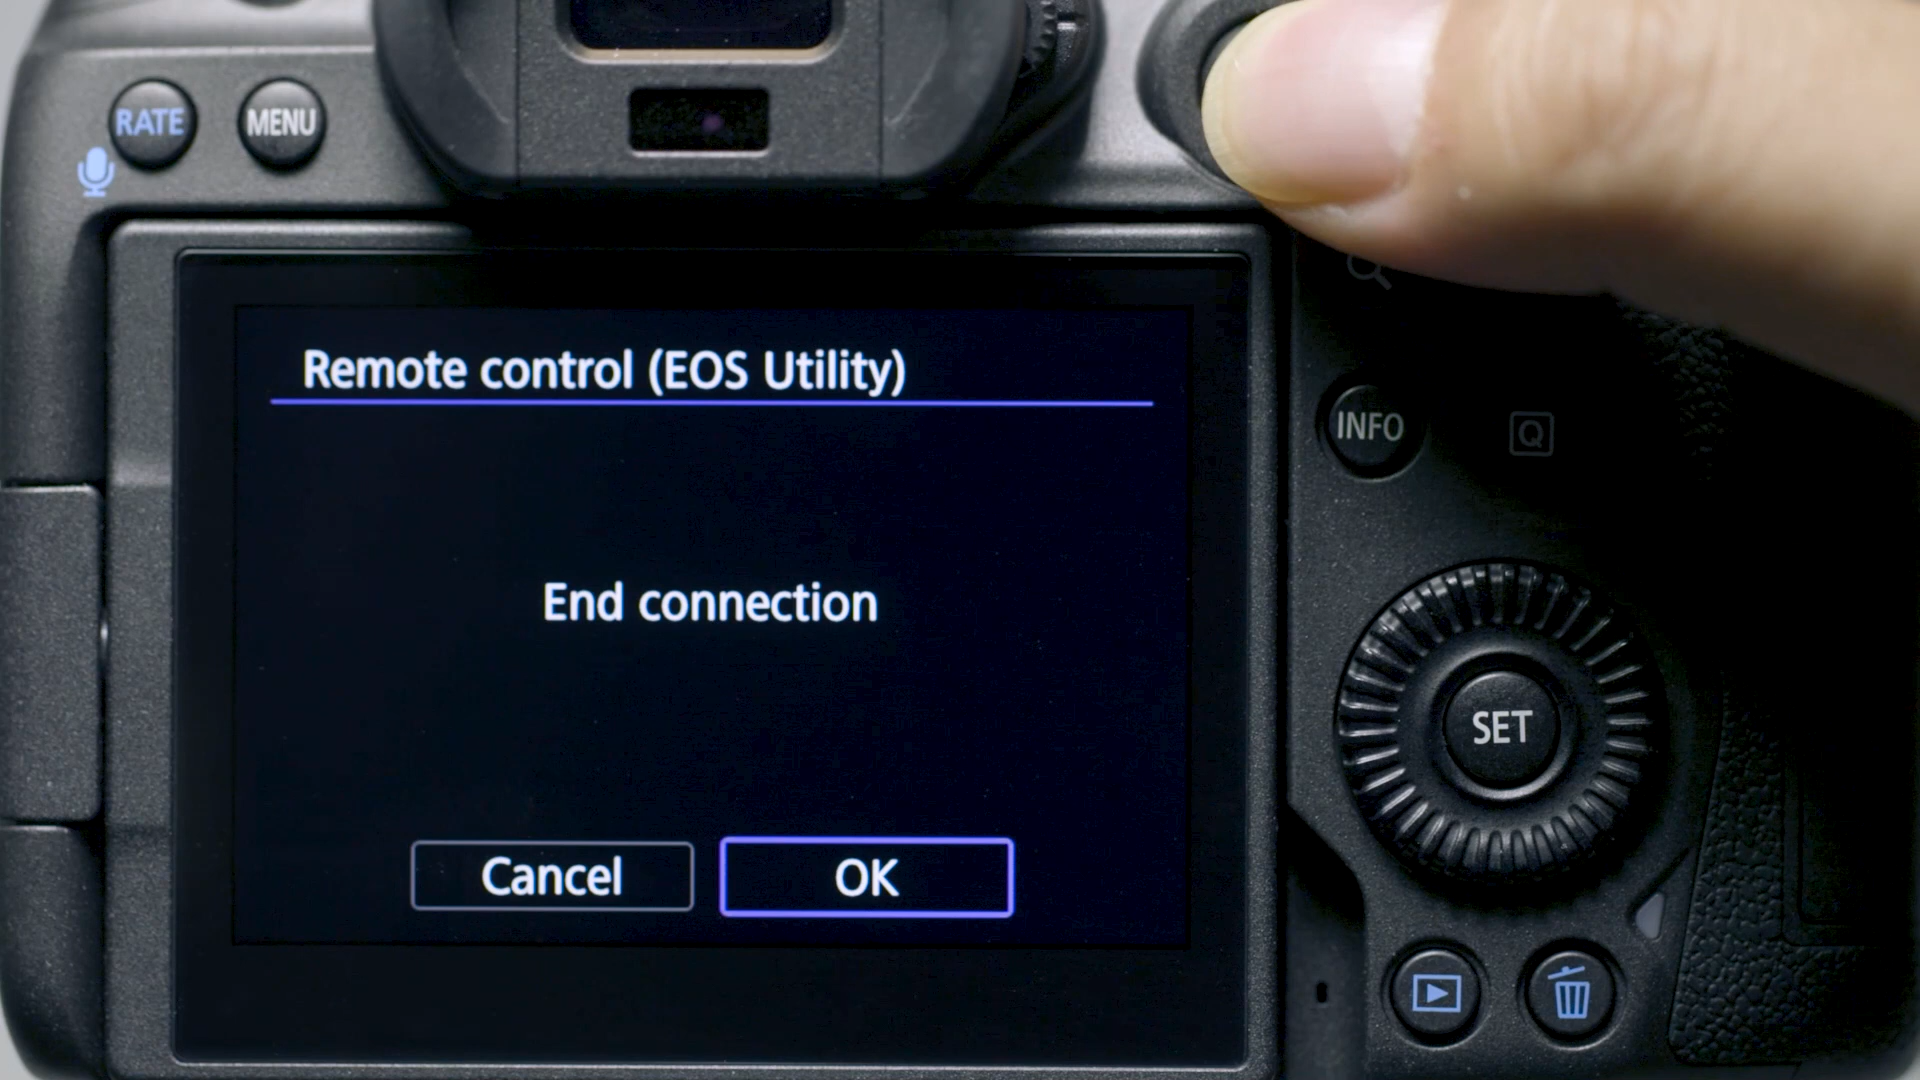 RATE
MENU
Remote control (EOS Utility)
End connection
Cancel
OK
INFO
Q
SET